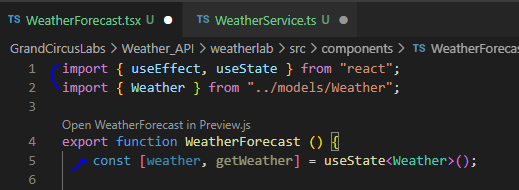 TS WeatherForecast.tsx U
TS WeatherService.ts U
GrandCircusLabs > Weather_API > weatherlab > src > components > TS WeatherForecas
1 import { useEffect, useState } from "react";
2 import { Weather } from "../models/Weather";
3
Open WeatherForecast in Preview.js
4 export function WeatherForecast () {
5 const [weather, getWeather] = useState<Weather>();
6